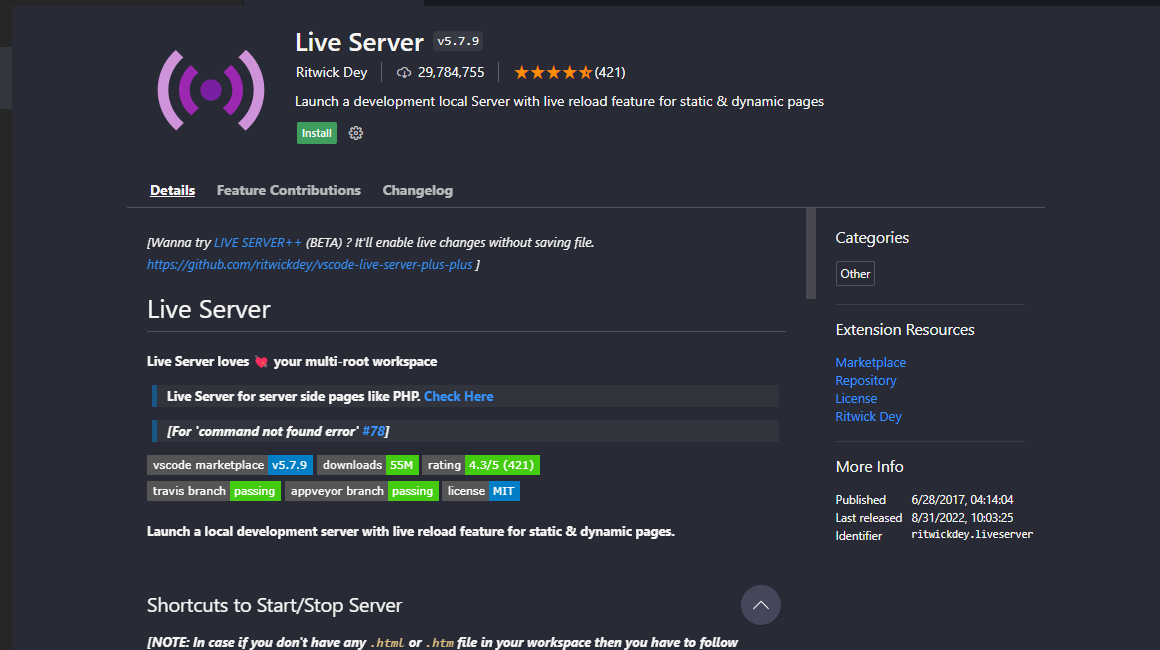 Live Server v5.7.9
Ritwick Dey 29,784,755 (421)
Launch a development local Server with live reload feature for static & dynamic pages
Install
Details Feature Contributions Changelog
[Wanna try LIVE SERVER++ (BETA) ? It'll enable live changes without saving file.
https://github.com/ritwickdey/vscode-live-server-plus-plus ]
Live Server
Live Server loves 💘 your multi-root workspace
Live Server for server side pages like PHP. Check Here
[For 'command not found error' #78]
vscode marketplace v5.7.9 downloads 55M rating 4.3/5 (421)
travis branch passing appveyor branch passing license MIT
Launch a local development server with live reload feature for static & dynamic pages.
Shortcuts to Start/Stop Server
[NOTE: In case if you don't have any .html or .htm file in your workspace then you have to follow
Categories
Other
Extension Resources
Marketplace
Repository
License
Ritwick Dey
More Info
Published 6/28/2017, 04:14:04
Last released 8/31/2022, 10:03:25
Identifier ritwickdey.liveserver